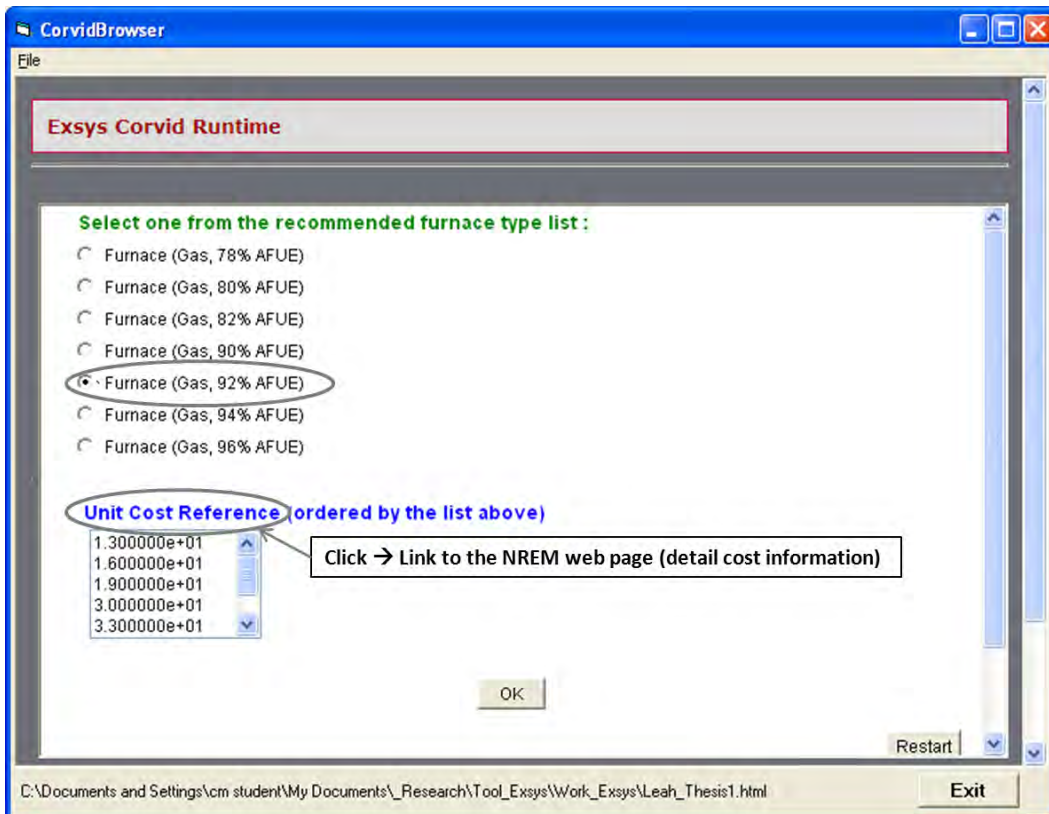 CorvidBrowser
File
Exsys Corvid Runtime
Select one from the recommended furnace type list :
Furnace (Gas, 78% AFUE)
Furnace (Gas, 80% AFUE)
Furnace (Gas, 82% AFUE)
Furnace (Gas, 90% AFUE)
Furnace (Gas, 92% AFUE)
Furnace (Gas, 94% AFUE)
Furnace (Gas, 96% AFUE)
Unit Cost Reference (ordered by the list above)
1.300000e+01
1.600000e+01
1.900000e+01
3.000000e+01
3.300000e+01
Click → Link to the NREM web page (detail cost information)
OK
Restart
C:\Documents and Settings\cm student\My Documents\_Research\Tool_Exsys\Work_Exsys\Leah_Thesis1.html
Exit